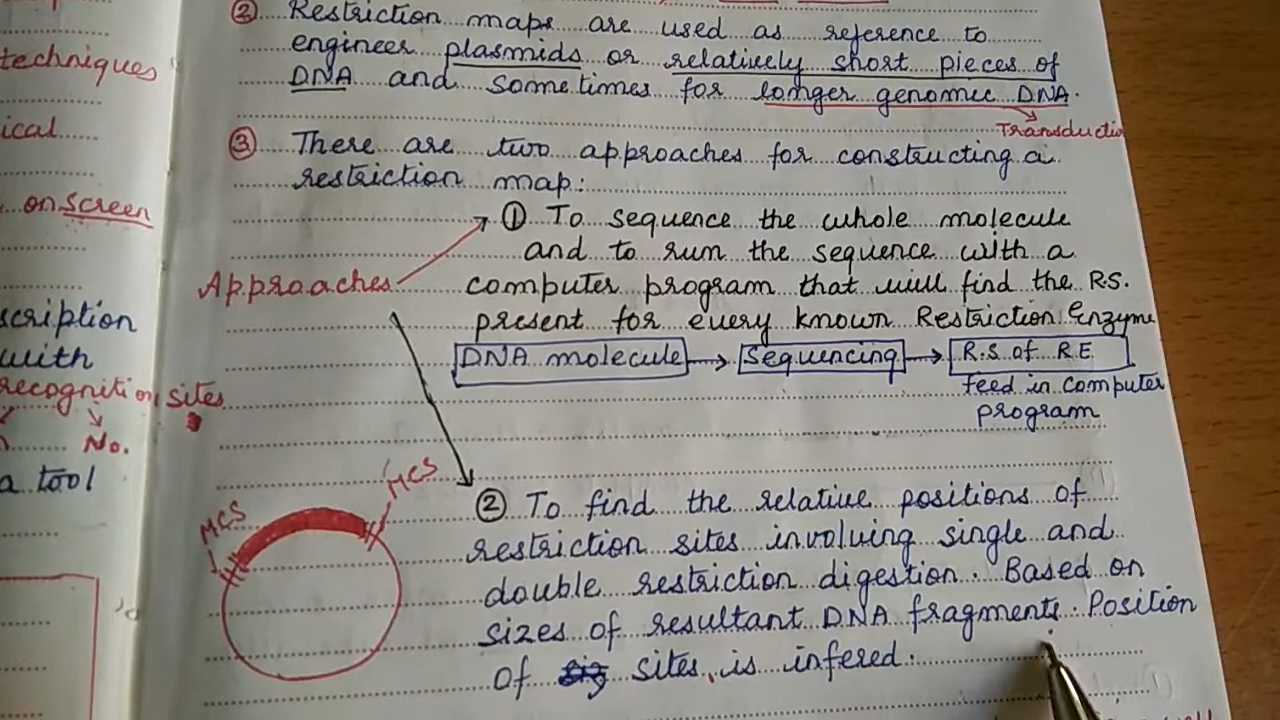 techniques
ical
on screen
scription
with
recognition sites
No.
a tool
② Restriction maps are used as reference to
engineer plasmids or relatively short pieces of
DNA and sometimes for longer genomic DNA.
③ There are two approaches for constructing a
restriction map:
Approaches
① To sequence the whole molecule
and to run the sequence with a
computer program that will find the R.S.
present for every known Restriction Enzyme
DNA molecule → Sequencing → R.S of R.E
feed in computer
program
MCS
MCS
② To find the relative positions of
restriction sites involving single and
double restriction digestion. Based on
sizes of resultant DNA fragments. Position
of sites, is infered.